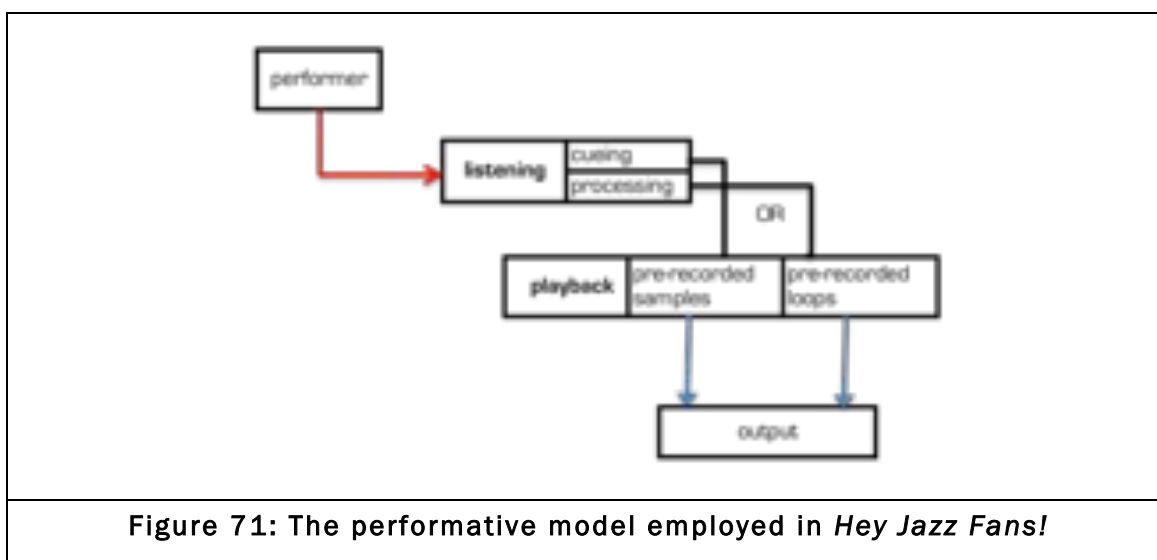 performer
listening
cueing
processing
OR
playback
pre-recorded
samples
pre-recorded
loops
output
Figure 71: The performative model employed in Hey Jazz Fans!